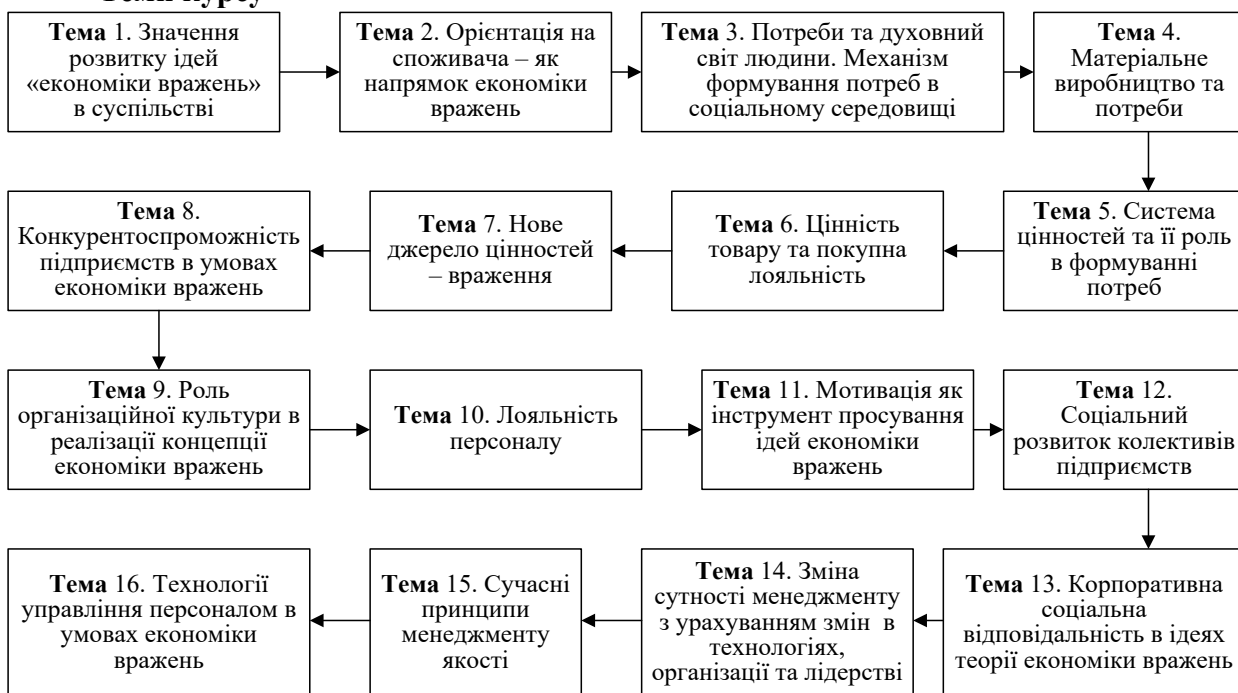 Тема 1. Значення
розвитку ідей
«економіки вражень»
в суспільстві
Тема 2. Орієнтація на
споживача – як
напрямок економіки
вражень
Тема 3. Потреби та духовний
світ людини. Механізм
формування потреб в
соціальному середовищі
Тема 4.
Матеріальне
виробництво та
потреби
Тема 5. Система
цінностей та її роль
в формуванні
потреб
Тема 6. Цінність
товару та покупна
лояльність
Тема 7. Нове
джерело цінностей
– враження
Тема 8.
Конкурентоспроможність
підприємств в умовах
економіки вражень
Тема 9. Роль
організаційної культури в
реалізації концепції
економіки вражень
Тема 10. Лояльність
персоналу
Тема 11. Мотивація як
інструмент просування
ідей економіки
вражень
Тема 12.
Соціальний
розвиток колективів
підприємств
Тема 13. Корпоративна
соціальна
відповідальність в ідеях
теорії економіки вражень
Тема 14. Зміна
сутності менеджменту
з урахуванням змін в
технологіях,
організації та лідерстві
Тема 15. Сучасні
принципи
менеджменту
якості
Тема 16. Технології
управління персоналом в
умовах економіки
вражень